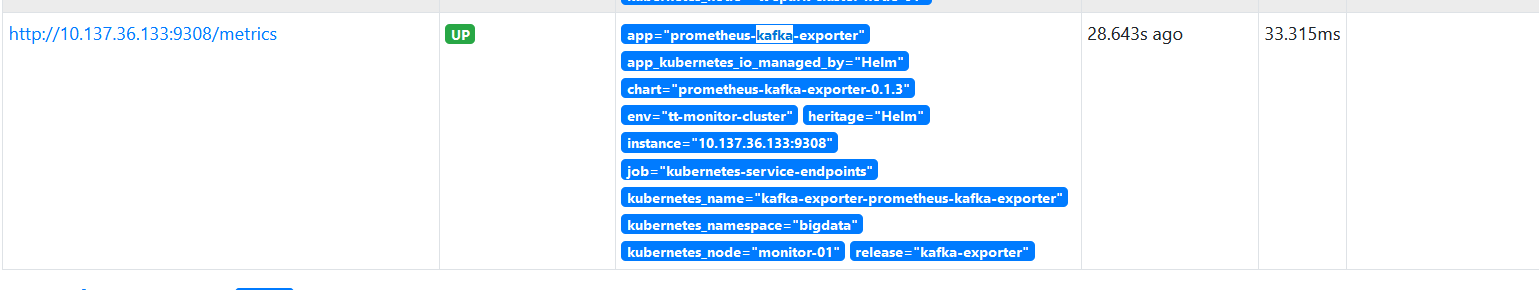 http://10.137.36.133:9308/metrics
UP
app="prometheus-kafka-exporter"
app_kubernetes_io_managed_by="Helm"
chart="prometheus-kafka-exporter-0.1.3"
env="tt-monitor-cluster" heritage="Helm"
instance="10.137.36.133:9308"
job="kubernetes-service-endpoints"
kubernetes_name="kafka-exporter-prometheus-kafka-exporter"
kubernetes_namespace="bigdata"
kubernetes_node="monitor-01" release="kafka-exporter"
28.643s ago
33.315ms